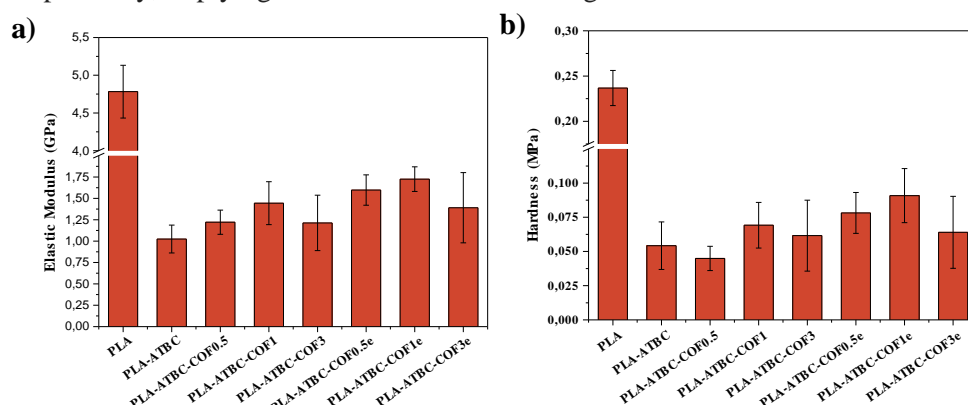 a)
5,5
5,0
4,5
4,0
1,75
1,50
1,25
1,00
0,75
0,50
0,25
0,00
Elastic Modulus (GPa)
PLA
PLA-ATBC
PLA-ATBC-COF0.5
PLA-ATBC-COF1
PLA-ATBC-COF3
PLA-ATBC-COF0.5e
PLA-ATBC-COF1e
PLA-ATBC-COF3e
b)
0,30
0,25
0,20
0,100
0,075
0,050
0,025
0,000
Hardness (MPa)
PLA
PLA-ATBC
PLA-ATBC-COF0.5
PLA-ATBC-COF1
PLA-ATBC-COF3
PLA-ATBC-COF0.5e
PLA-ATBC-COF1e
PLA-ATBC-COF3e